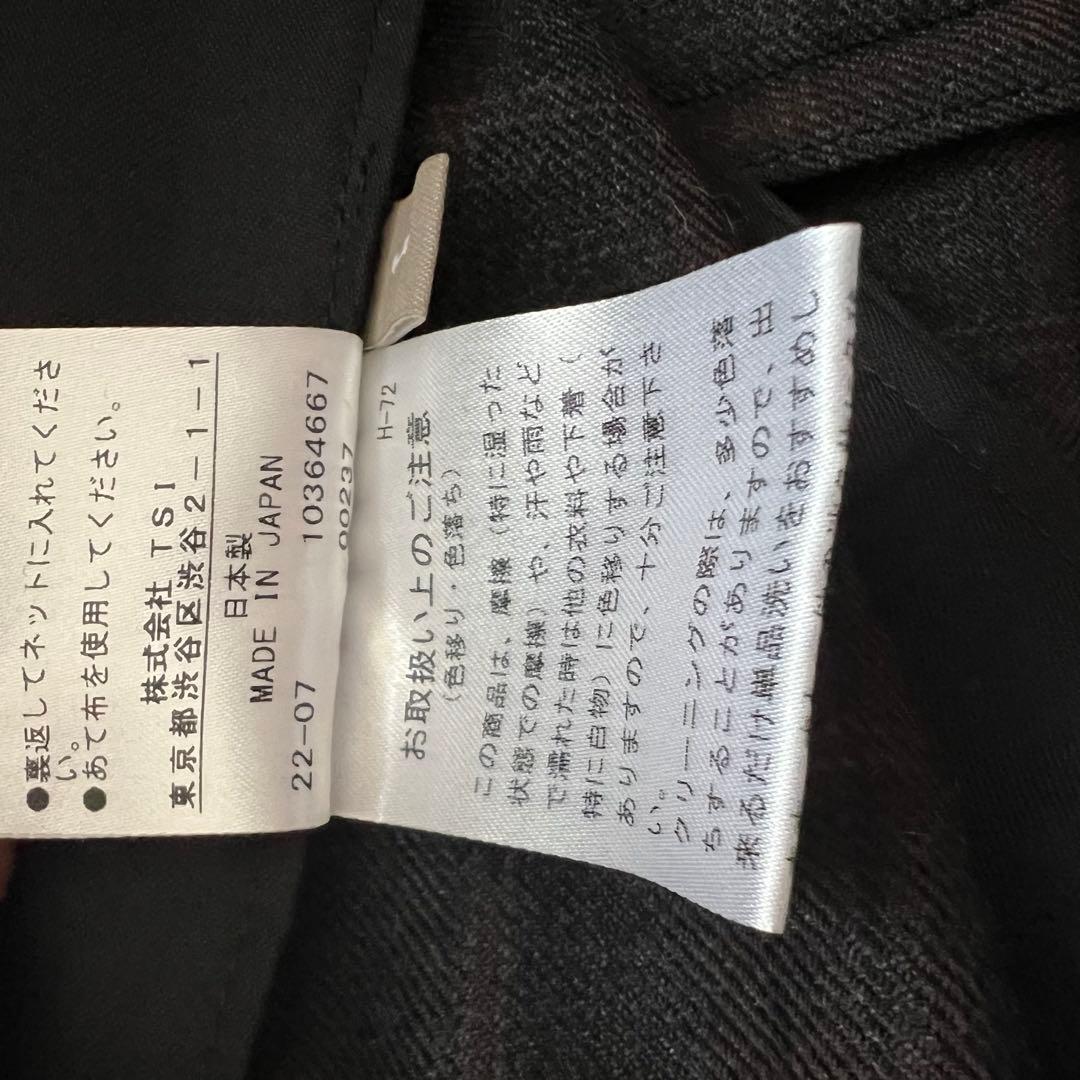 ●裏返してネットに入れてくださ
い。
●あて布を使用してください。
株式会社TSI
東京都渋谷区渋谷2-1-1
日本製
MADE IN JAPAN
22-07 10364667
90237
H-72
お取扱い上のご注意
(色移り・色落ち)
この商品は、摩擦(特に湿った
状態での摩擦)や、汗や雨など
で濡れた時は他の衣料や下着(
特に白物)に色移りする場合が
ありますので、十分ご注意下さ
い。
クリーニングの際は、多少色落
ちすることがありますので、出
来るだけ単品洗いをおすすめし